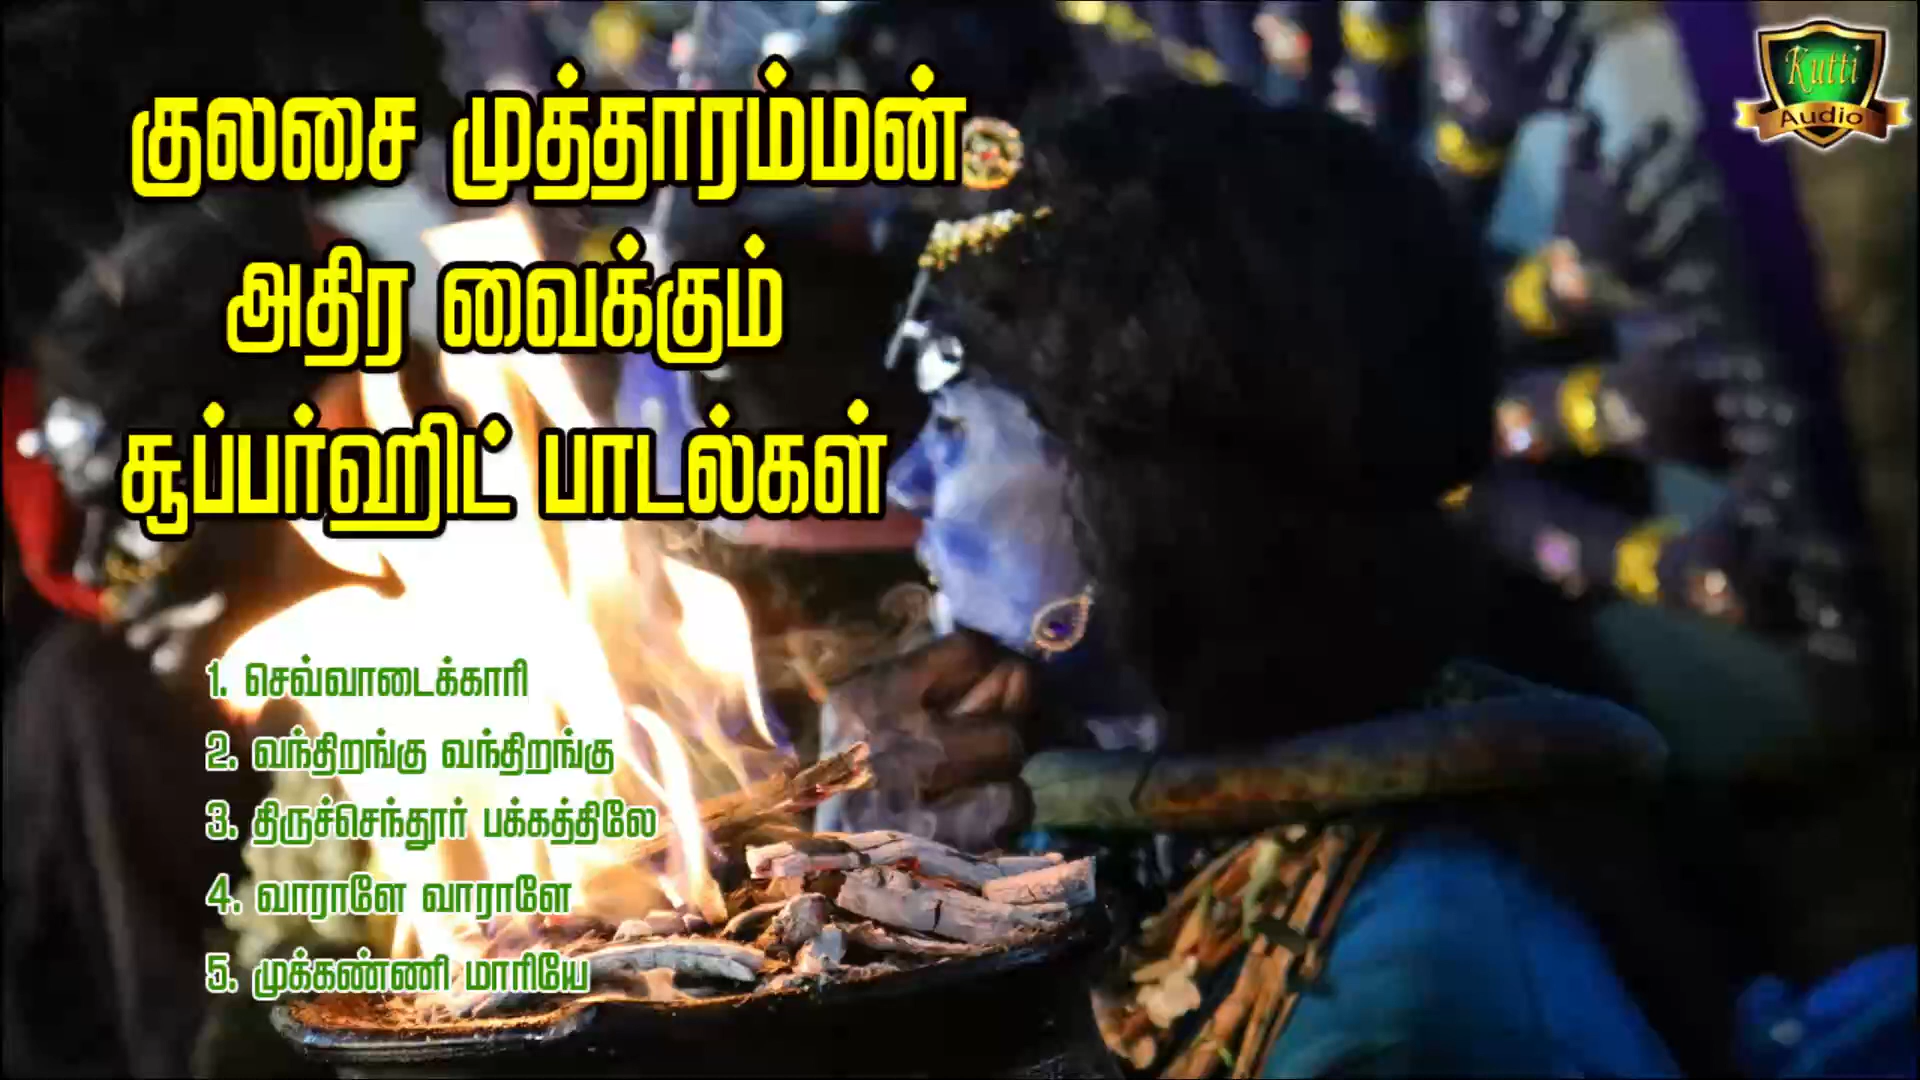 குலசை முத்தாரம்மன்
அதிர வைக்கும்
சூப்பர்ஹிட் பாடல்கள்
Kutti
Audio
1. செவ்வாடைக்காரி
2. வந்திறங்கு வந்திறங்கு
3. திருச்செந்தூர் பக்கத்திலே
4. வாராளே வாராளே
5. முக்கண்ணி மாரியே